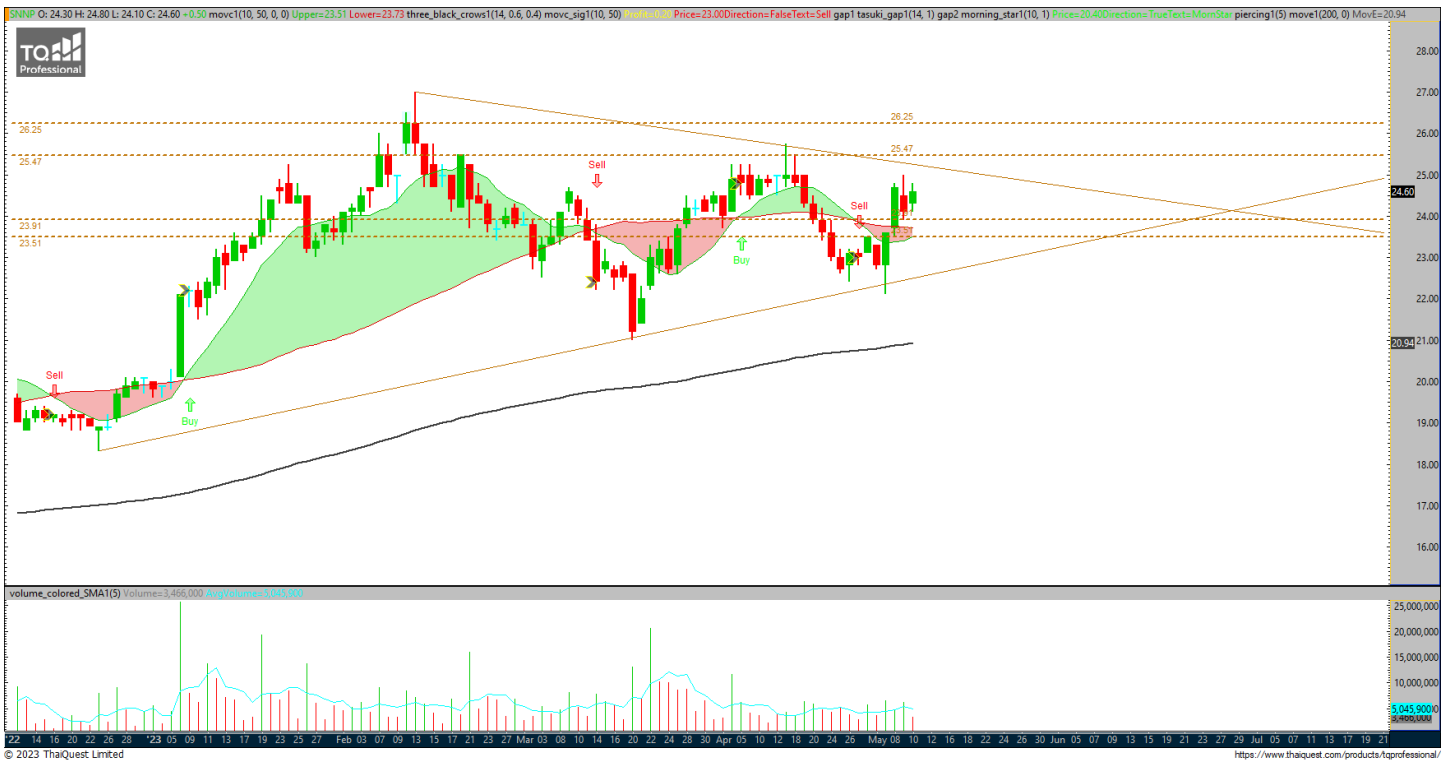 SNNP O: 24.30 H: 24.80 L: 24.10 C: 24.60 +0.50 movc1(10, 50, 0, 0) Upper=23.51 Lower=23.73 three_black_crows1(14, 0.6, 0.4) movc_sig1(10, 50) Profit=0.20 Price=23.00Direction=FalseText=Sell gap1 tasuki_gap1(14, 1) gap2 morning_star1(10, 1) Price=20.40Direction=TrueText=MornStar piercing1(5) move1(200, 0) MovE=20.94
TQ
Professional
28.00
27.00
26.25
26.25
26.00
25.47
25.47
25.00
Sell
24.60
Sell
24.00
23.91
23.51
23.51
Buy
23.00
22.00
20.94
21.00
Sell
20.00
Buy
19.00
18.00
17.00
16.00
volume_colored_SMA1(5) Volume=3,466,000 AvgVolume=5,045,900
25,000,000
20,000,000
15,000,000
10,000,000
5,045,900
3,466,000
'22 14 16 20 22 26 28 '23 05 09 11 13 17 19 23 25 27 Feb 03 07 09 13 15 17 21 23 27 Mar 03 08 10 14 16 20 22 24 28 30 Apr 05 10 12 18 20 24 26 May 08 10 12 16 18 22 24 26 30 Jun 05 07 09 13 15 19 21 23 27 29 Jul 05 07 11 13 17 19 21
© 2023 ThaiQuest Limited
https://www.thaiquest.com/products/tqprofessional/